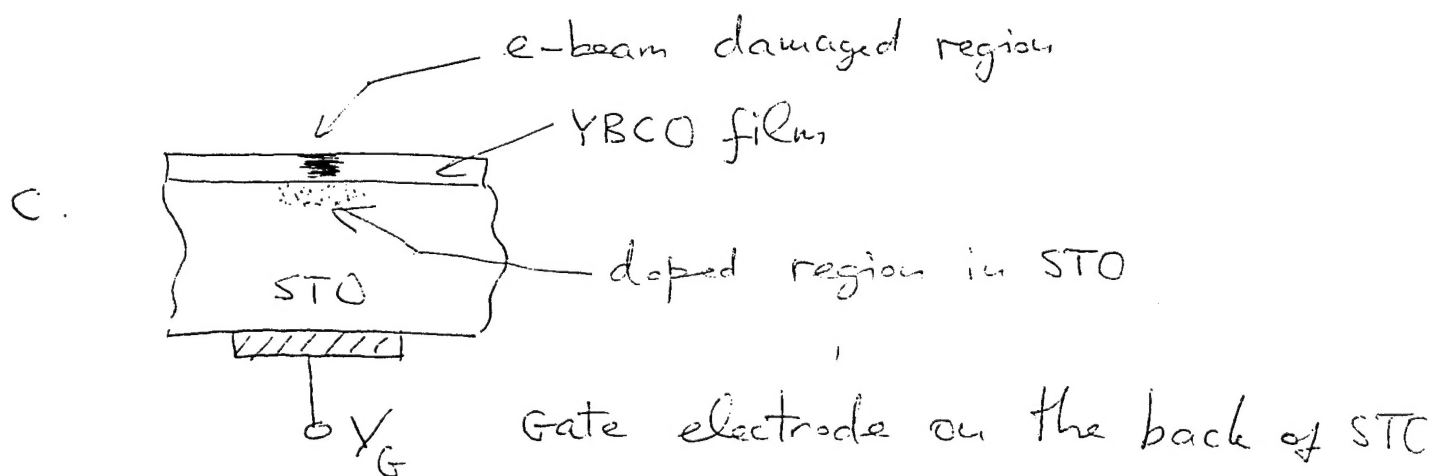 e-beam damaged region
YBCO film
C.
doped region in STO
STO
V_G
Gate electrode on the back of STO